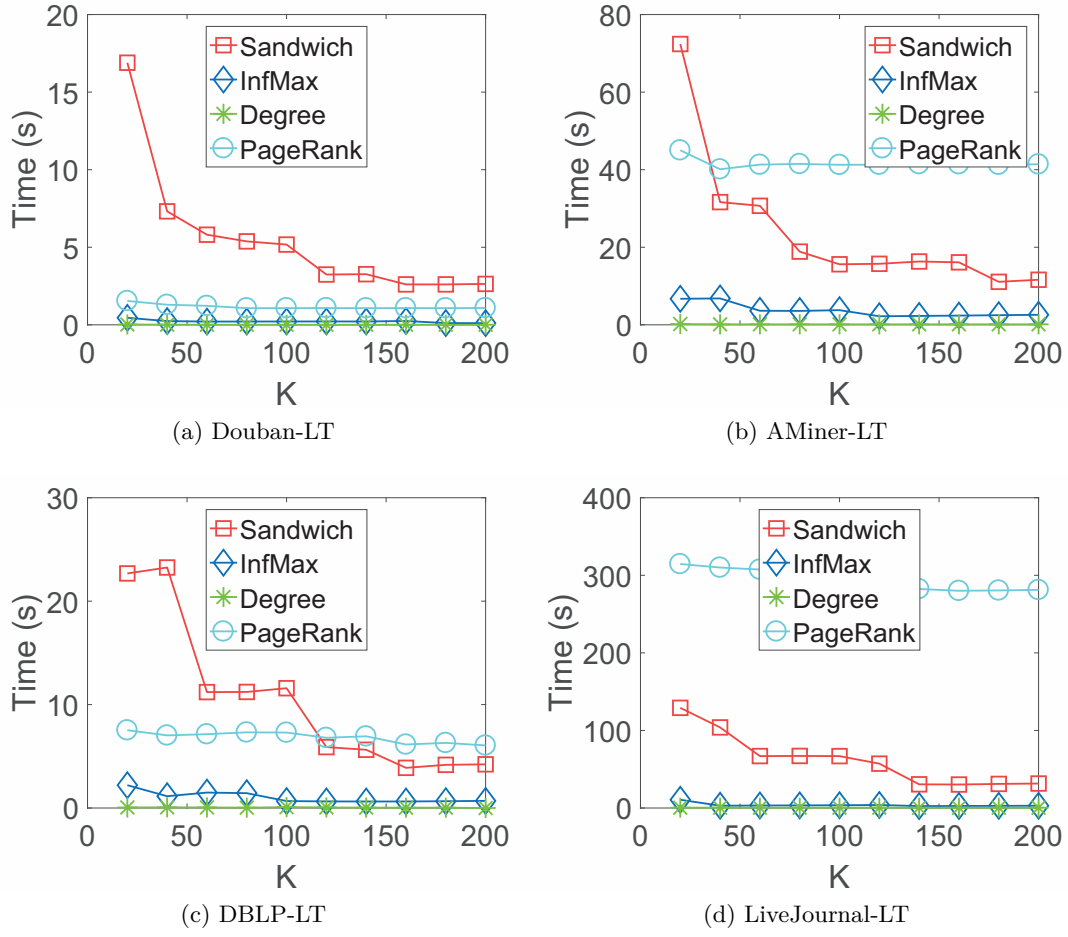 20
15
10
5
0
0
50
100
150
200
Time (s)
K
Sandwich
InfMax
Degree
PageRank
(a) Douban-LT
80
60
40
20
0
0
50
100
150
200
Time (s)
K
Sandwich
InfMax
Degree
PageRank
(b) AMiner-LT
30
20
10
0
0
50
100
150
200
Time (s)
K
Sandwich
InfMax
Degree
PageRank
(c) DBLP-LT
400
300
200
100
0
0
50
100
150
200
Time (s)
K
Sandwich
InfMax
Degree
PageRank
(d) LiveJournal-LT